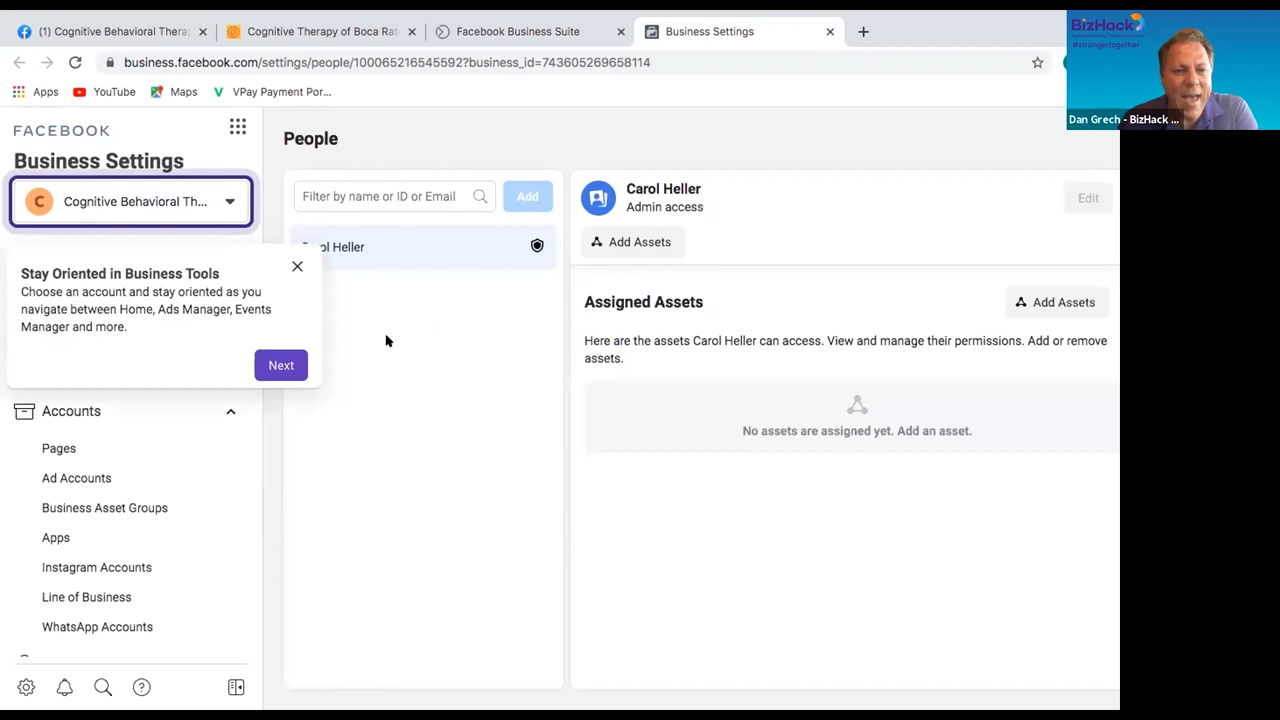 (1) Cognitive Behavioral Thera
Cognitive Therapy of Boca Rat
Facebook Business Suite
Business Settings
business.facebook.com/settings/people/100065216545592?business_id=743605269658114
Apps
YouTube
Maps
VPay Payment Por...
BizHack
#strongertogether
Dan Grech - BizHack ...
FACEBOOK
Business Settings
C
Cognitive Behavioral Th...
Stay Oriented in Business Tools
Choose an account and stay oriented as you
navigate between Home, Ads Manager, Events
Manager and more.
Next
Accounts
Pages
Ad Accounts
Business Asset Groups
Apps
Instagram Accounts
Line of Business
WhatsApp Accounts
People
Filter by name or ID or Email
Add
Carol Heller
Carol Heller
Admin access
Edit
Add Assets
Assigned Assets
Add Assets
Here are the assets Carol Heller can access. View and manage their permissions. Add or remove
assets.
No assets are assigned yet. Add an asset.